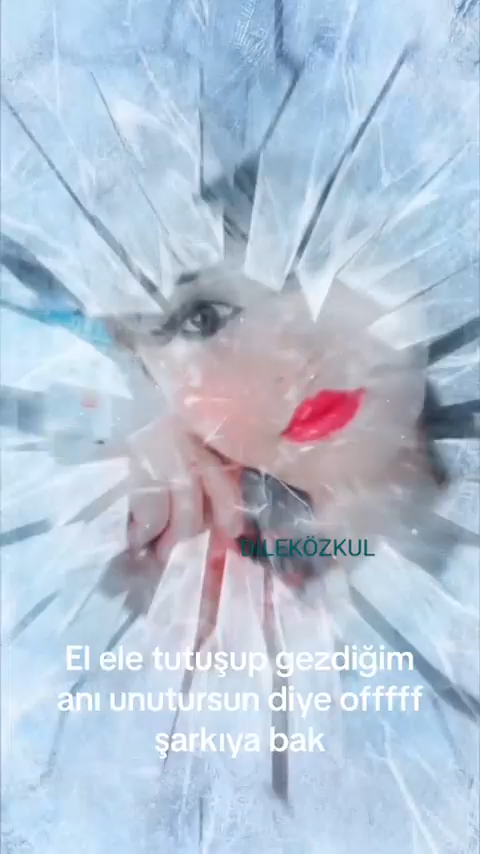 DİLEKÖZKUL
El ele tutuşup gezdiğim
anı unutursun diye offfff
şarkıya bak